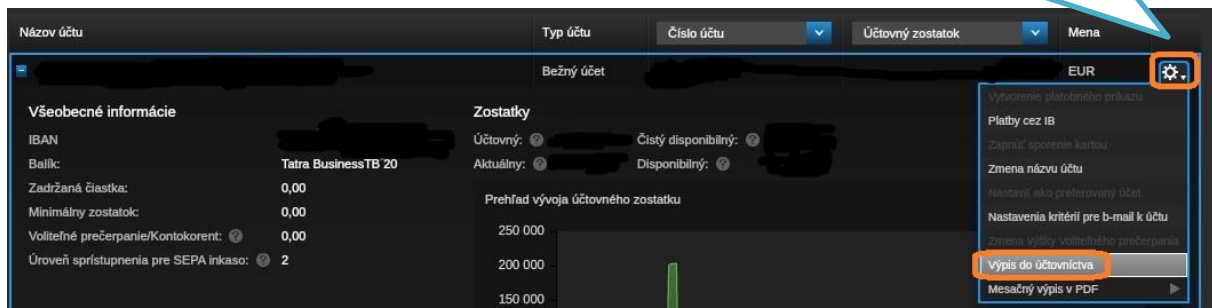 Názov účtu Typ účtu Číslo účtu Účtovný zostatok Mena
Bežný účet EUR
Všeobecné informácie
IBAN
Balík: Tatra BusinessTB 20
Zadržaná čiastka: 0,00
Minimálny zostatok: 0,00
Voliteľné prečerpanie/Kontokorent: 0,00
Úroveň sprístupnenia pre SEPA inkaso: 2
Zostatky
Účtovný: Čistý disponibilný:
Aktuálny: Disponibilný:
Prehľad vývoja účtovného zostatku
250 000
200 000
150 000
Vytvorenie platobného príkazu
Platby cez IB
Zapnúť sporenie kartou
Zmena názvu účtu
Nastaviť ako preferovaný účet
Nastavenia kritérií pre b-mail k účtu
Zmena výšky Voliteľného prečerpania
Výpis do účtovníctva
Mesačný výpis v PDF